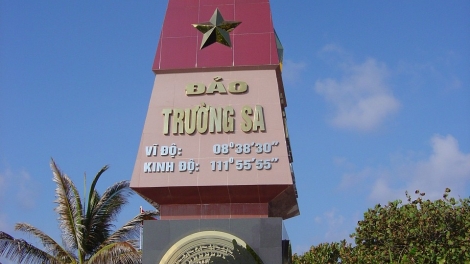 ĐẢO
TRƯỜNG SA
VĨ ĐỘ: 08°38'30"
KINH ĐỘ: 111°55'55"